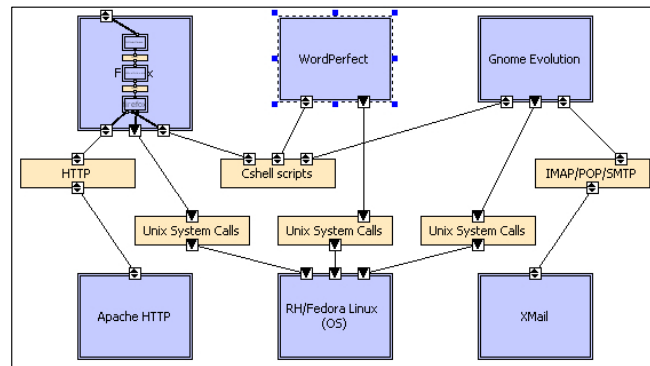 WordPerfect
Gnome Evolution
HTTP
Cshell scripts
IMAP/POP/SMTP
Unix System Calls
Unix System Calls
Unix System Calls
Apache HTTP
RH/Fedora Linux
(OS)
XMail